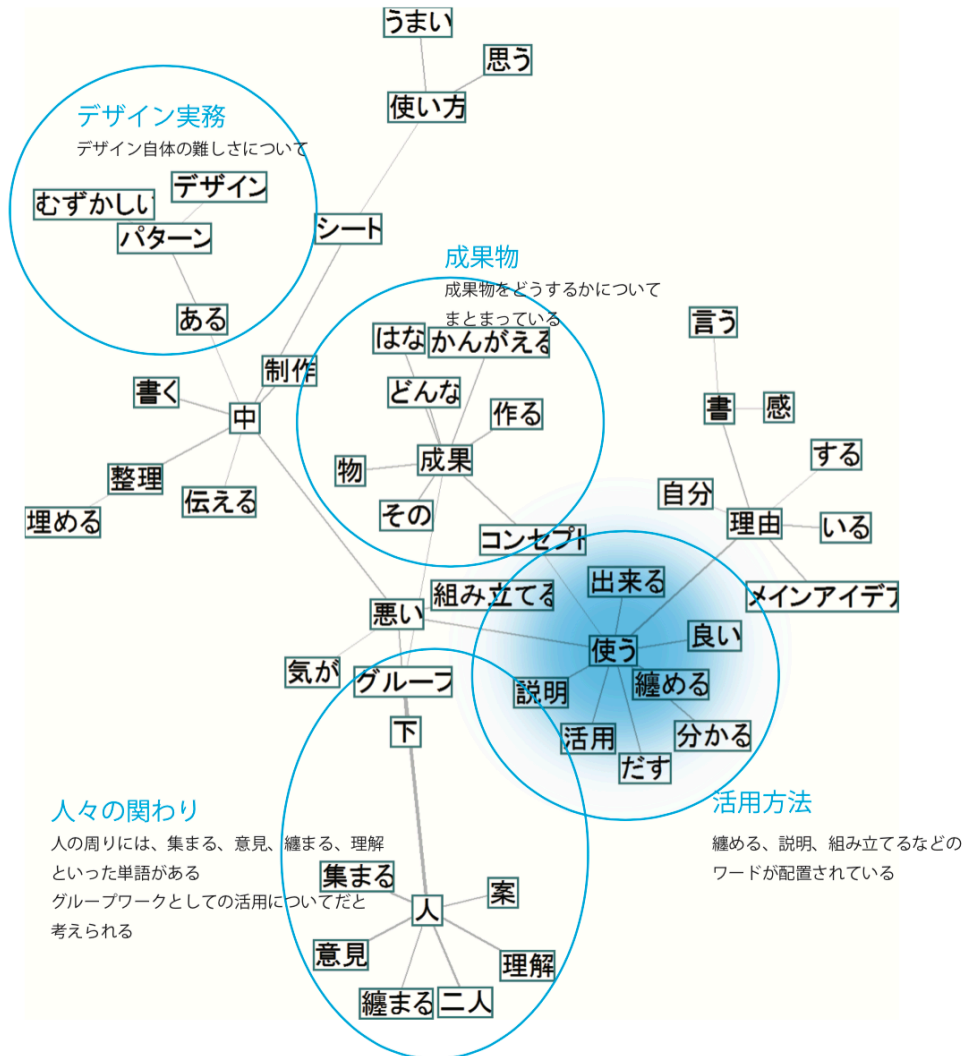 うまい
思う
使い方
デザイン実務
デザイン自体の難しさについて
デザイン
むずかしい
パターン
シート
ある
成果物
成果物をどうするかについて
まとまっている
はな
かんがえる
言う
制作
書く
どんな
作る
中
書
感
物
成果
する
整理
伝える
その
自分
理由
いる
埋める
コンセプト
出来る
組み立てる
メインアイデア
悪い
使う
良い
気が
グループ
説明
纏める
下
活用
分かる
だす
人々の関わり
人の周りには、集まる、意見、纏まる、理解
といった単語がある
グループワークとしての活用についてだと
考えられる
活用方法
纏める、説明、組み立てるなどの
ワードが配置されている
集まる
案
人
意見
理解
纏まる
二人